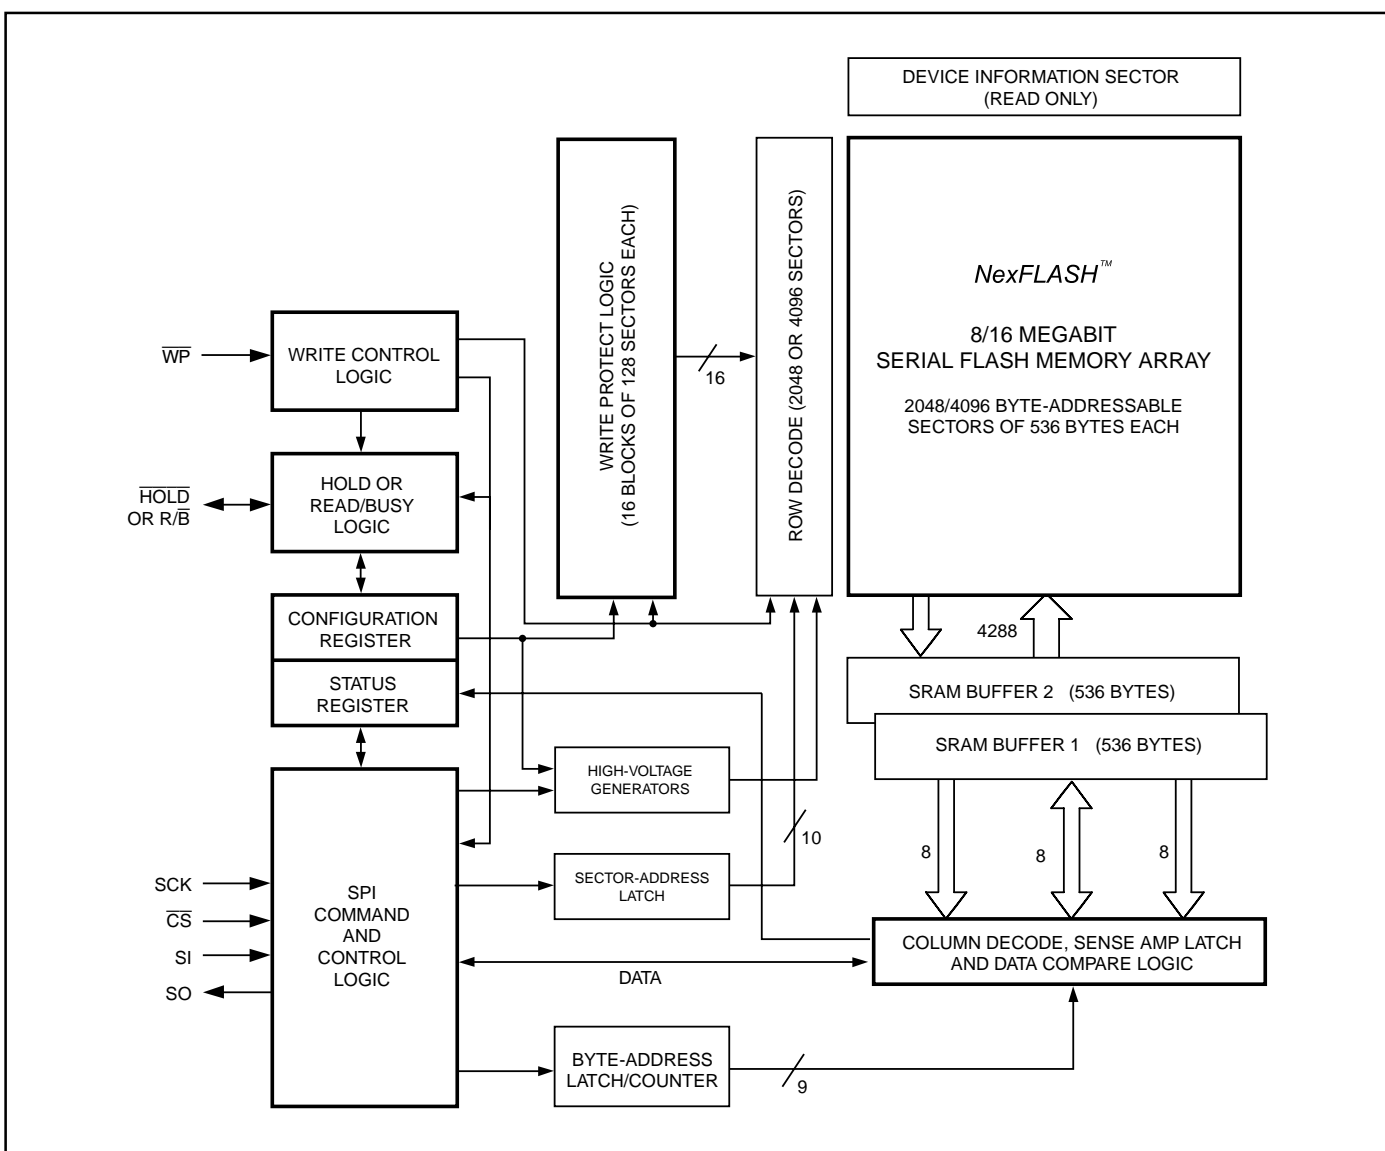 DEVICE INFORMATION SECTOR
(READ ONLY)
WRITE PROTECT LOGIC
(16 BLOCKS OF 128 SECTORS EACH)
ROW DECODE (2048 OR 4096 SECTORS)
NexFLASH™
8/16 MEGABIT
SERIAL FLASH MEMORY ARRAY
2048/4096 BYTE-ADDRESSABLE
SECTORS OF 536 BYTES EACH
W̅P̅
WRITE CONTROL
LOGIC
16
H̅O̅L̅D̅
OR R/B̅
HOLD OR
READ/BUSY
LOGIC
CONFIGURATION
REGISTER
STATUS
REGISTER
4288
SRAM BUFFER 2 (536 BYTES)
SRAM BUFFER 1 (536 BYTES)
HIGH-VOLTAGE
GENERATORS
10
8
8
8
SECTOR-ADDRESS
LATCH
SCK
C̅S̅
SI
SO
SPI
COMMAND
AND
CONTROL
LOGIC
COLUMN DECODE, SENSE AMP LATCH
AND DATA COMPARE LOGIC
DATA
BYTE-ADDRESS
LATCH/COUNTER
9